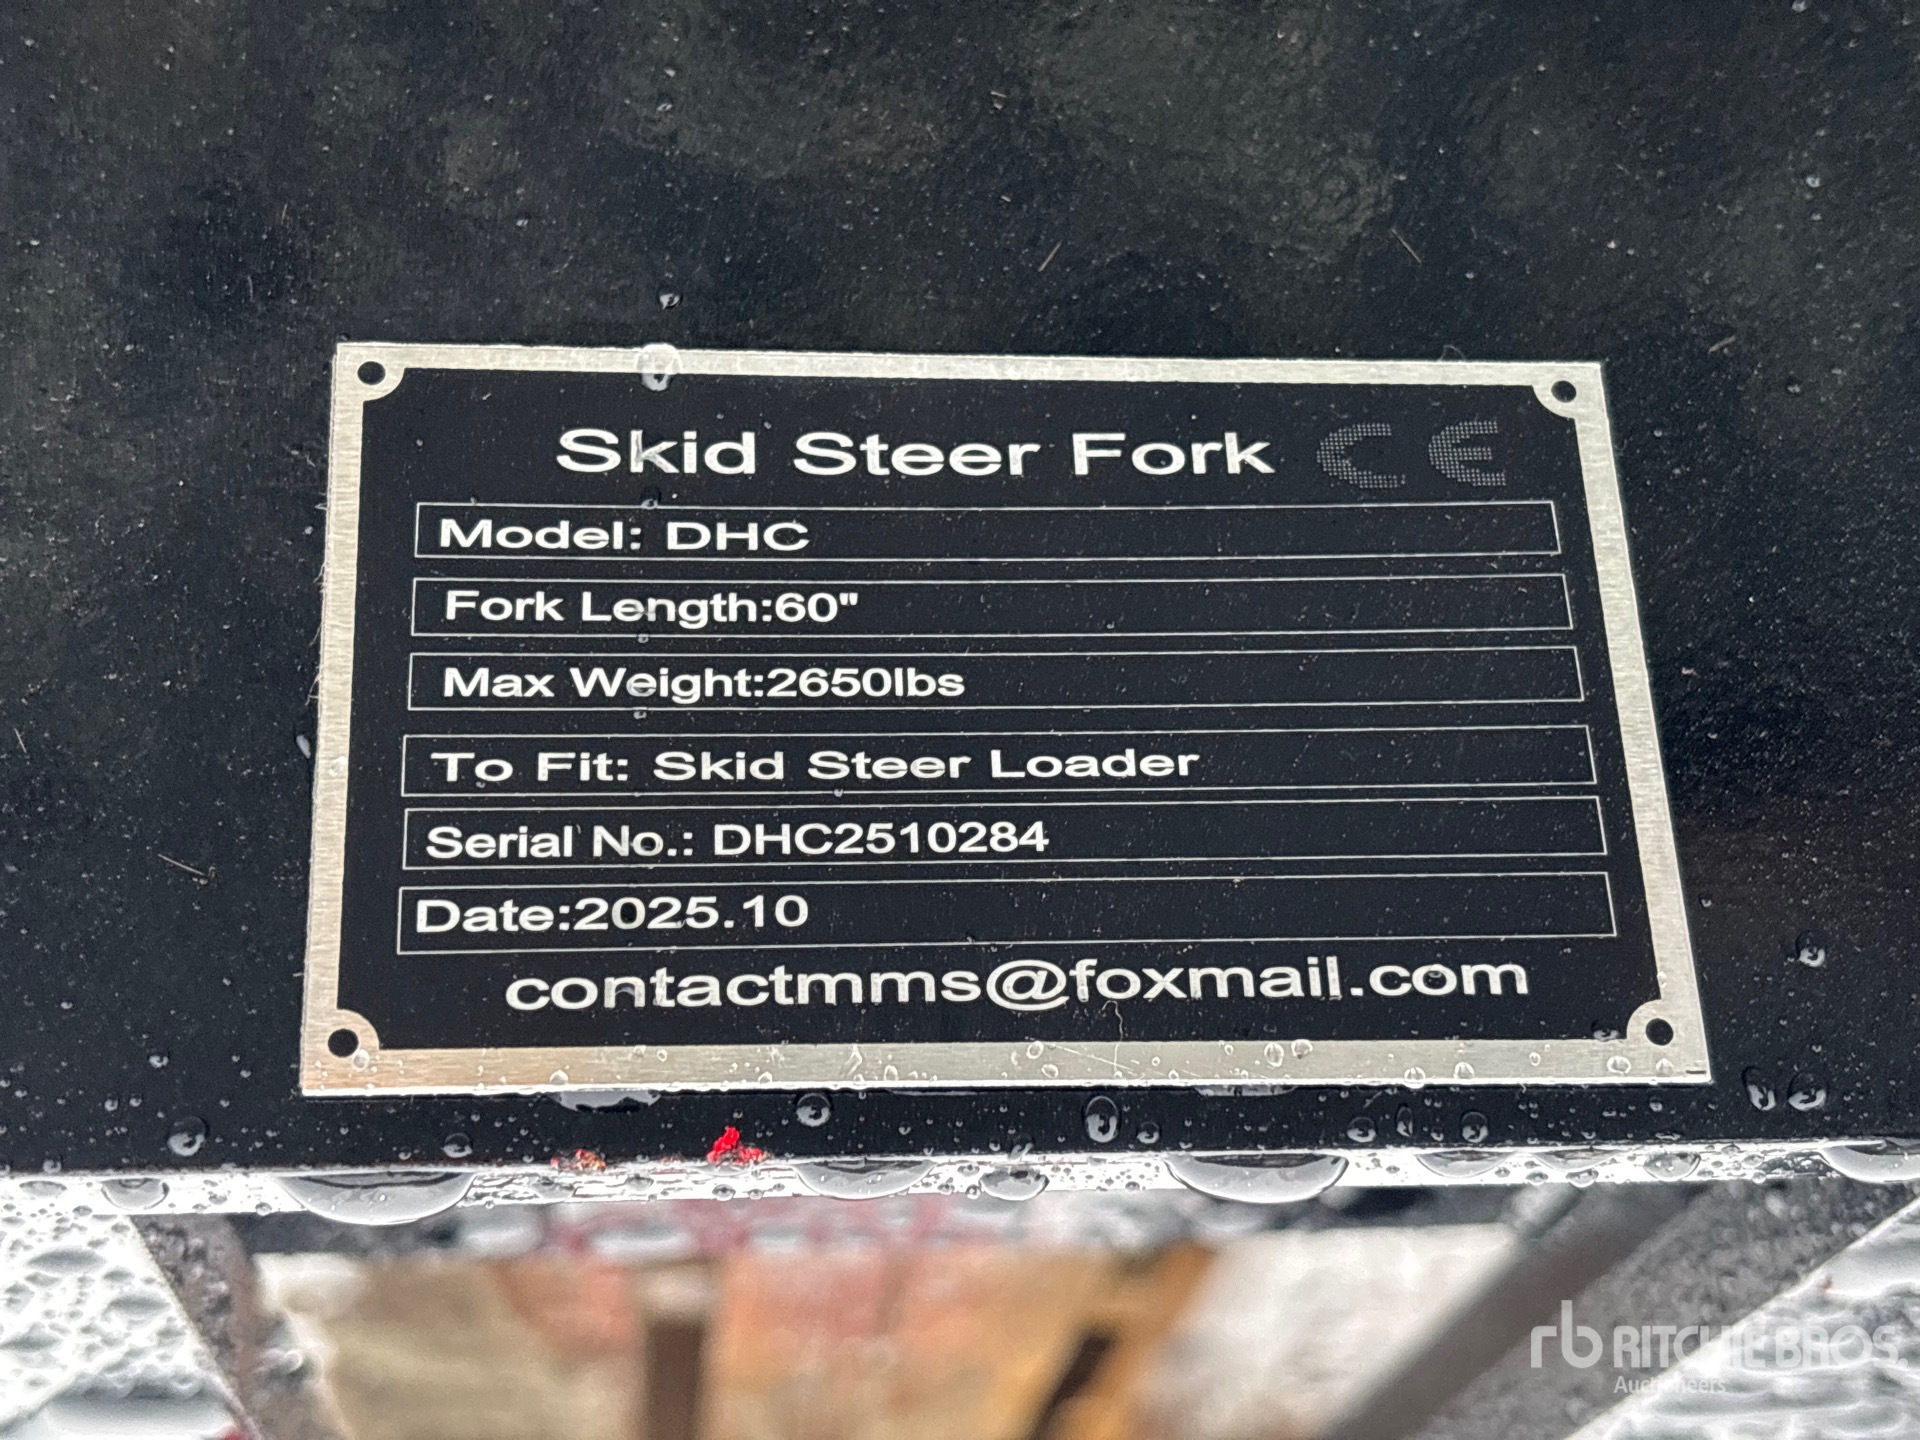 Skid Steer Fork CE
Model: DHC
Fork Length:60"
Max Weight:2650lbs
To Fit: Skid Steer Loader
Serial No.: DHC2510284
Date:2025.10
contactmms@foxmail.com
rb RITCHIE BROS.
Auctioneers